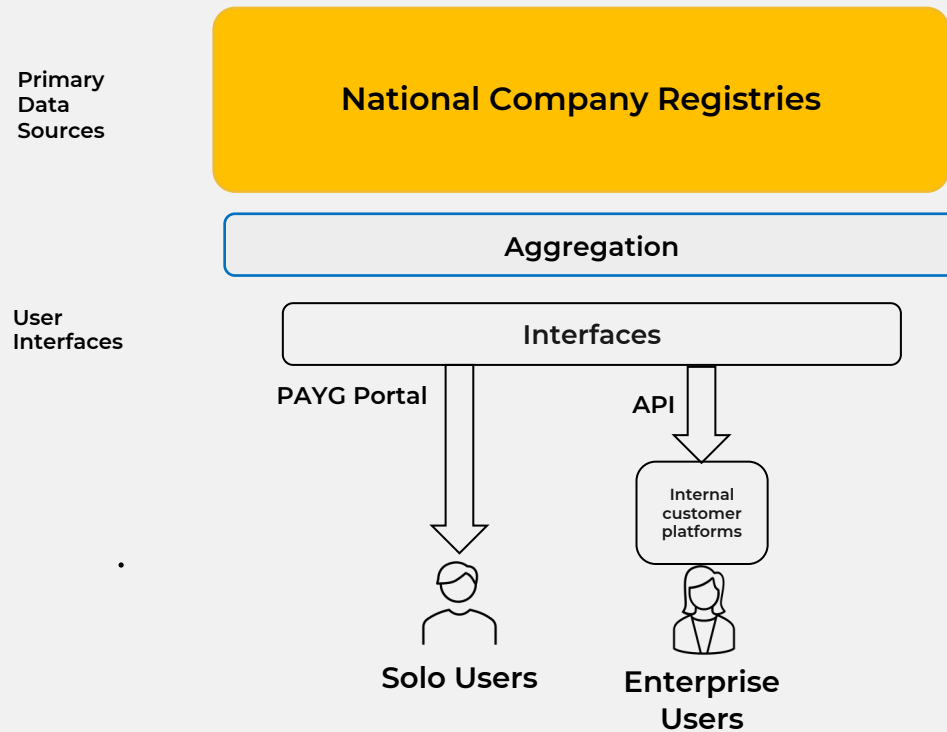 Primary
Data
Sources
National Company Registries
Aggregation
User
Interfaces
Interfaces
PAYG Portal
API
Internal
customer
platforms
Solo Users
Enterprise
Users